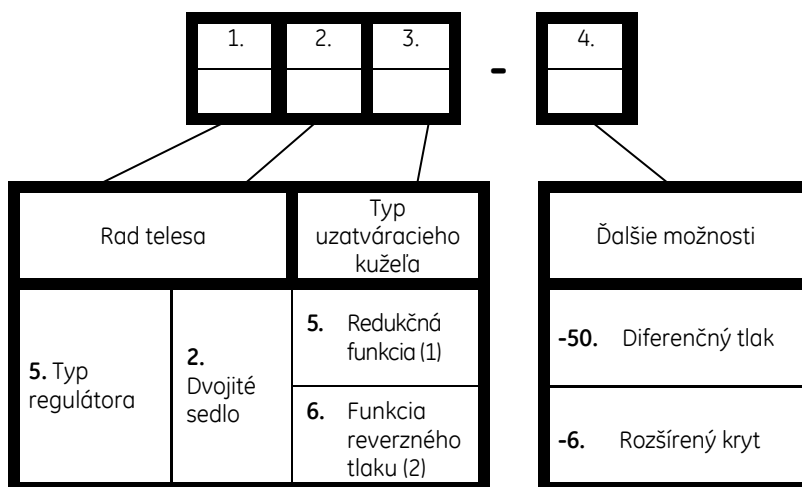 1. 2. 3. - 4.
Rad telesa
Typ
uzatváracieho
kužeľa
Ďalšie možnosti
5. Typ
regulátora
2.
Dvojité
sedlo
5. Redukčná
funkcia (1)
6. Funkcia
reverzného
tlaku (2)
-50. Diferenčný tlak
-6. Rozšírený kryt